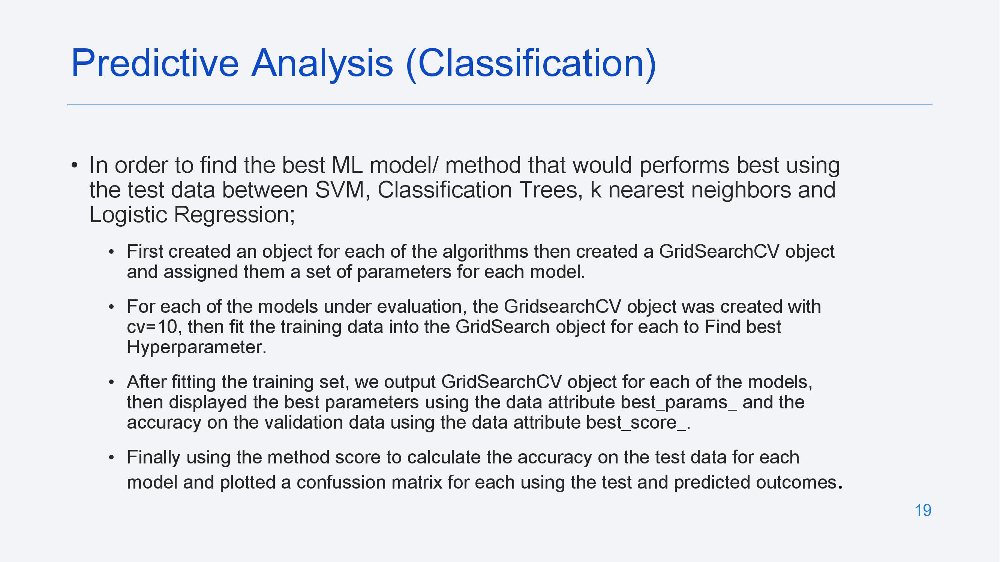 Predictive Analysis (Classification)
• In order to find the best ML model/ method that would performs best using
the test data between SVM, Classification Trees, k nearest neighbors and
Logistic Regression;
• First created an object for each of the algorithms then created a GridSearchCV object
and assigned them a set of parameters for each model.
• For each of the models under evaluation, the GridsearchCV object was created with
cv=10, then fit the training data into the GridSearch object for each to Find best
Hyperparameter.
• After fitting the training set, we output GridSearchCV object for each of the models,
then displayed the best parameters using the data attribute best_params_ and the
accuracy on the validation data using the data attribute best_score_.
• Finally using the method score to calculate the accuracy on the test data for each
model and plotted a confussion matrix for each using the test and predicted outcomes.
19